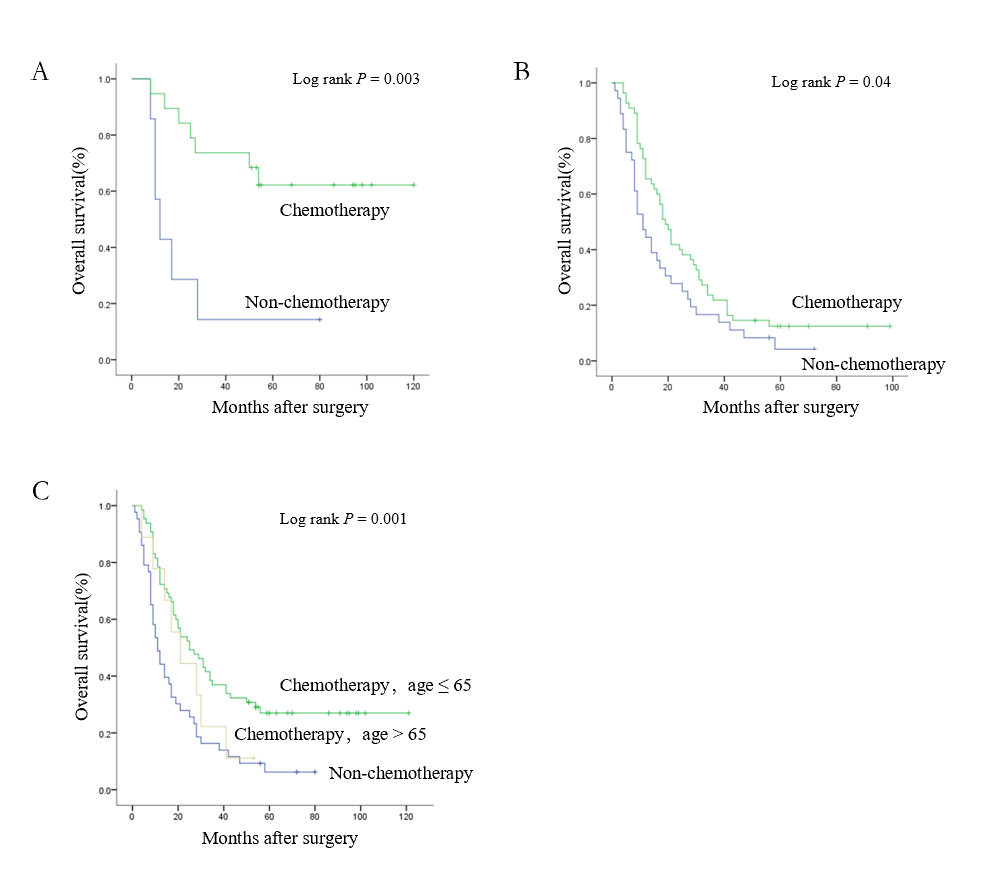 A
Log rank P = 0.003
Overall survival(%)
1.0
0.8
0.6
0.4
0.2
0.0
Chemotherapy
Non-chemotherapy
0 20 40 60 80 100 120
Months after surgery
B
Log rank P = 0.04
Overall survival(%)
1.0
0.8
0.6
0.4
0.2
0.0
Chemotherapy
Non-chemotherapy
0 20 40 60 80 100
Months after surgery
C
Log rank P = 0.001
Overall survival(%)
1.0
0.8
0.6
0.4
0.2
0.0
Chemotherapy, age ≤ 65
Chemotherapy, age > 65
Non-chemotherapy
0 20 40 60 80 100 120
Months after surgery